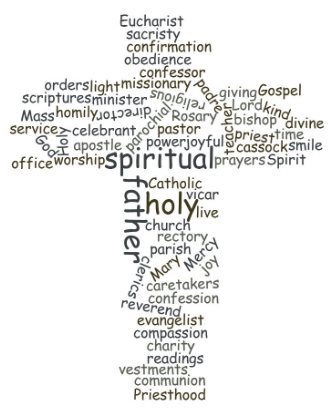 Eucharist
sacristy
confirmation
obedience
confessor
orders light missionary padre giving Gospel
scriptures minister director religious Lord kind
Mass homily parochial Rosary teacher bishop divine
service God Holy celebrant pastor priest time
apostle power joyful cassock smile
office worship spiritual prayers Spirit
father Catholic
holy vicar
live
church
rectory
parish Mercy
clerics Mary joy
caretakers
confession
reverend
evangelist
compassion
charity
readings
vestments
communion
Priesthood